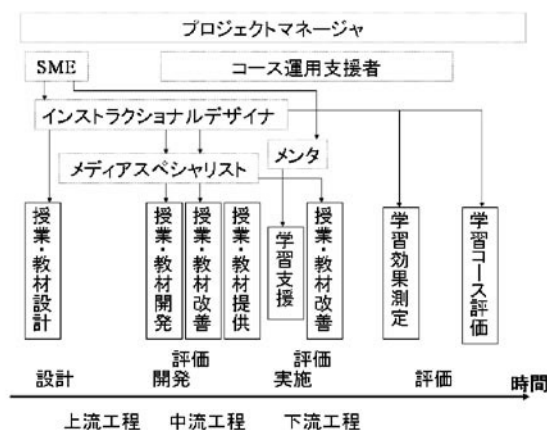 プロジェクトマネージャ
SME
コース運用支援者
インストラクショナルデザイナ
メディアスペシャリスト
メンタ
授業・教材設計
授業・教材開発
授業・教材改善
授業・教材提供
学習支援
授業・教材改善
学習効果測定
学習コース評価
評価
評価
設計
開発
実施
評価
時間
上流工程
中流工程
下流工程